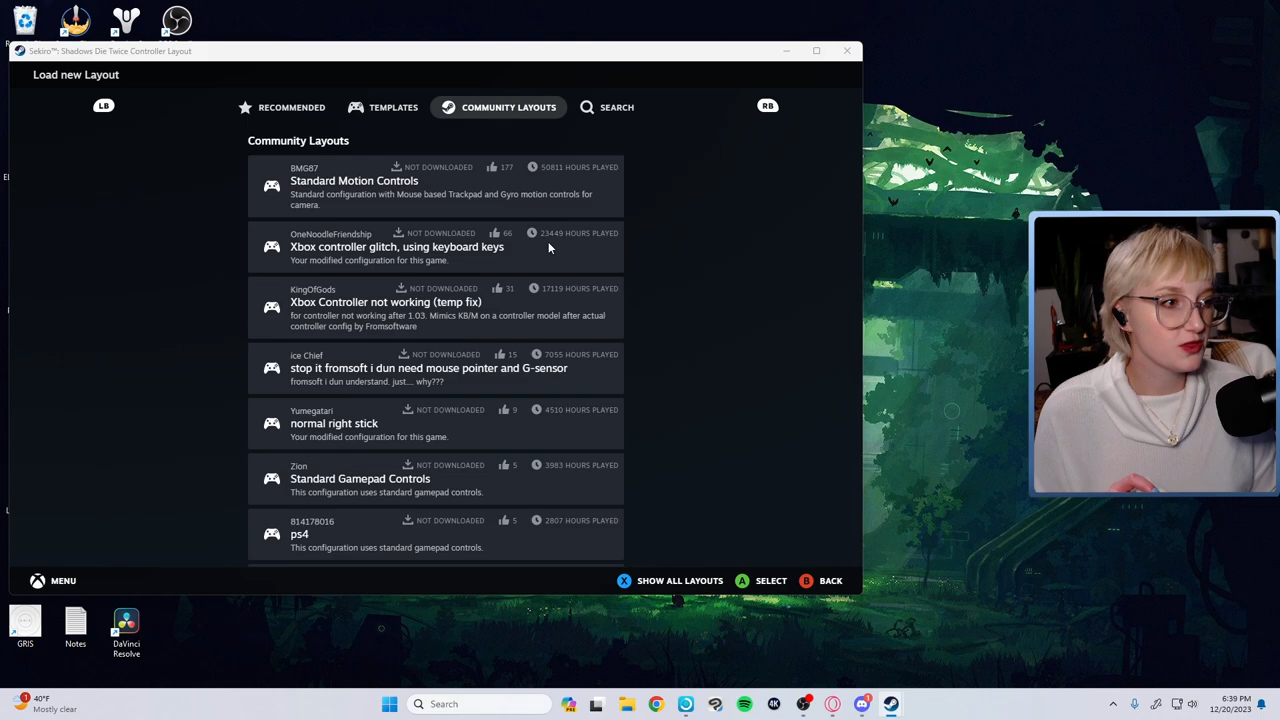 Sekiro™: Shadows Die Twice Controller Layout
Load new Layout
LB
RECOMMENDED
TEMPLATES
COMMUNITY LAYOUTS
SEARCH
RB
Community Layouts
BMG87
NOT DOWNLOADED
177
50811 HOURS PLAYED
Standard Motion Controls
Standard configuration with Mouse based Trackpad and Gyro motion controls for
camera.
OneNoodleFriendship
NOT DOWNLOADED
66
23449 HOURS PLAYED
Xbox controller glitch, using keyboard keys
Your modified configuration for this game.
KingOfGods
NOT DOWNLOADED
31
17119 HOURS PLAYED
Xbox Controller not working (temp fix)
for controller not working after 1.03. Mimics KB/M on a controller model after actual
controller config by Fromsoftware
ice Chief
NOT DOWNLOADED
15
7055 HOURS PLAYED
stop it fromsoft i dun need mouse pointer and G-sensor
fromsoft i dun understand. just.... why???
Yumegatari
NOT DOWNLOADED
9
4510 HOURS PLAYED
normal right stick
Your modified configuration for this game.
Zion
NOT DOWNLOADED
5
3983 HOURS PLAYED
Standard Gamepad Controls
This configuration uses standard gamepad controls.
814178016
NOT DOWNLOADED
5
2807 HOURS PLAYED
ps4
This configuration uses standard gamepad controls.
MENU
X SHOW ALL LAYOUTS
A SELECT
B BACK
GRIS
Notes
DaVinci
Resolve
1
40°F
Mostly clear
Search
PRE
4K
6:39 PM
12/20/2023